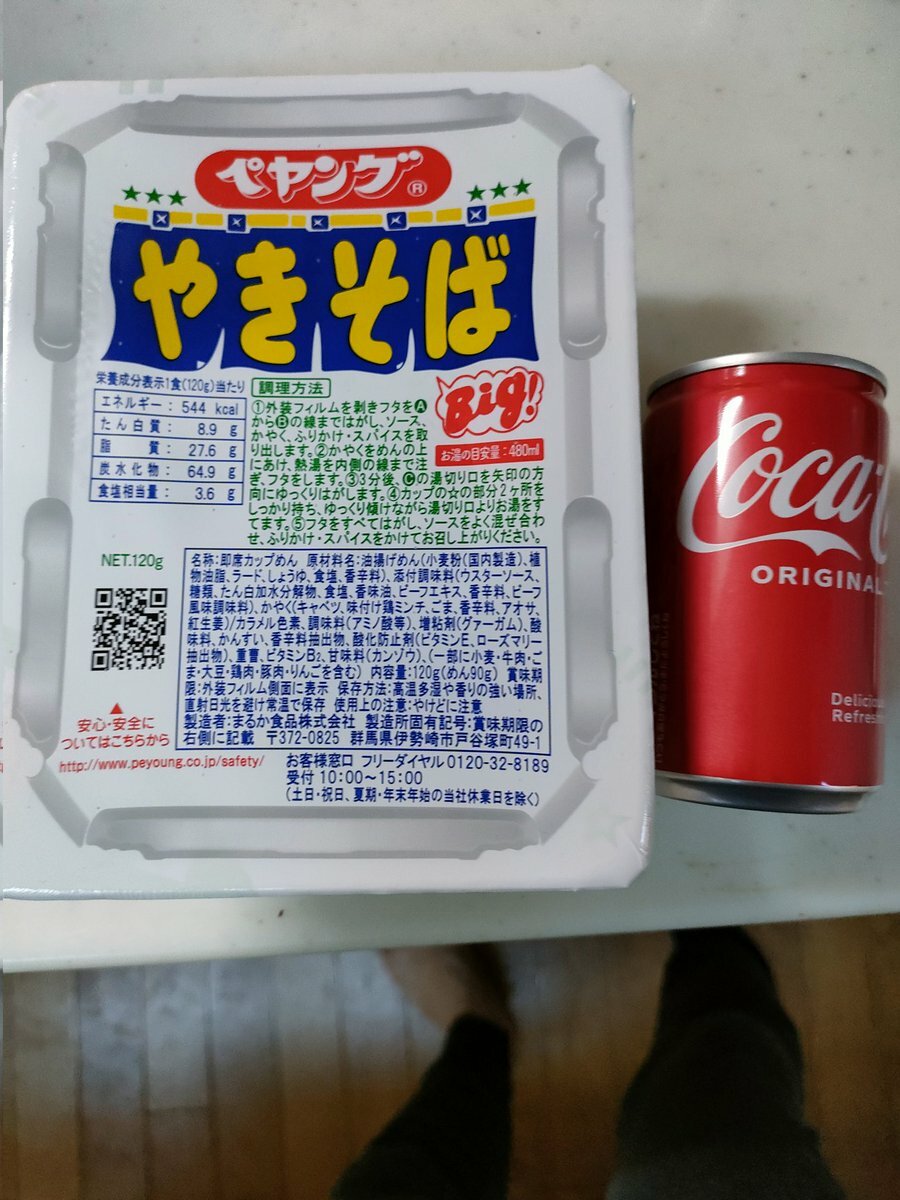 ペヤング®
やきそば
Big!
お湯の目安量:480ml
栄養成分表示1食(120g)当たり
エネルギー: 544 kcal
たん白質: 8.9 g
脂質: 27.6 g
炭水化物: 64.9 g
食塩相当量: 3.6 g
調理方法
①外装フィルムを剥きフタをⒶ
からⒷの線まではがし、ソース、
かやく、ふりかけ・スパイスを取
り出します。②かやくをめんの上
にあけ、熱湯を内側の線まで注
ぎ、フタをします。③3分後、Ⓒの湯切り口を矢印の方
向にゆっくりはがします。④カップの☆の部分2ヶ所を
しっかり持ち、ゆっくり傾けながら湯切り口よりお湯をす
てます。⑤フタをすべてはがし、ソースをよく混ぜ合わ
せ、ふりかけ・スパイスをかけてお召し上がりください。
NET.120g
名称:即席カップめん 原材料名:油揚げめん(小麦粉(国内製造)、植
物油脂、ラード、しょうゆ、食塩、香辛料)、添付調味料(ウスターソース、
糖類、たん白加水分解物、食塩、香味油、ビーフエキス、香辛料、ビーフ
風味調味料)、かやく(キャベツ、味付け鶏ミンチ、ごま、香辛料、アオサ、
紅生姜)/カラメル色素、調味料(アミノ酸等)、増粘剤(グァーガム)、酸
味料、かんすい、香辛料抽出物、酸化防止剤(ビタミンE、ローズマリー
抽出物)、重曹、ビタミンB₂、甘味料(カンゾウ)、(一部に小麦・牛肉・ご
ま・大豆・鶏肉・豚肉・りんごを含む) 内容量:120g(めん90g) 賞味期
限:外装フィルム側面に表示 保存方法:高温多湿や香りの強い場所、
直射日光を避け常温で保存 使用上の注意:やけどに注意
製造者:まるか食品株式会社 製造所固有記号:賞味期限の
右側に記載 〒372-0825 群馬県伊勢崎市戸谷塚町49-1
安心・安全に
ついてはこちらから
http://www.peyoung.co.jp/safety/
お客様窓口 フリーダイヤル0120-32-8189
受付 10:00〜15:00
(土日・祝日、夏期・年末年始の当社休業日を除く)
Coca-C
ORIGINAL
Delicio
Refres